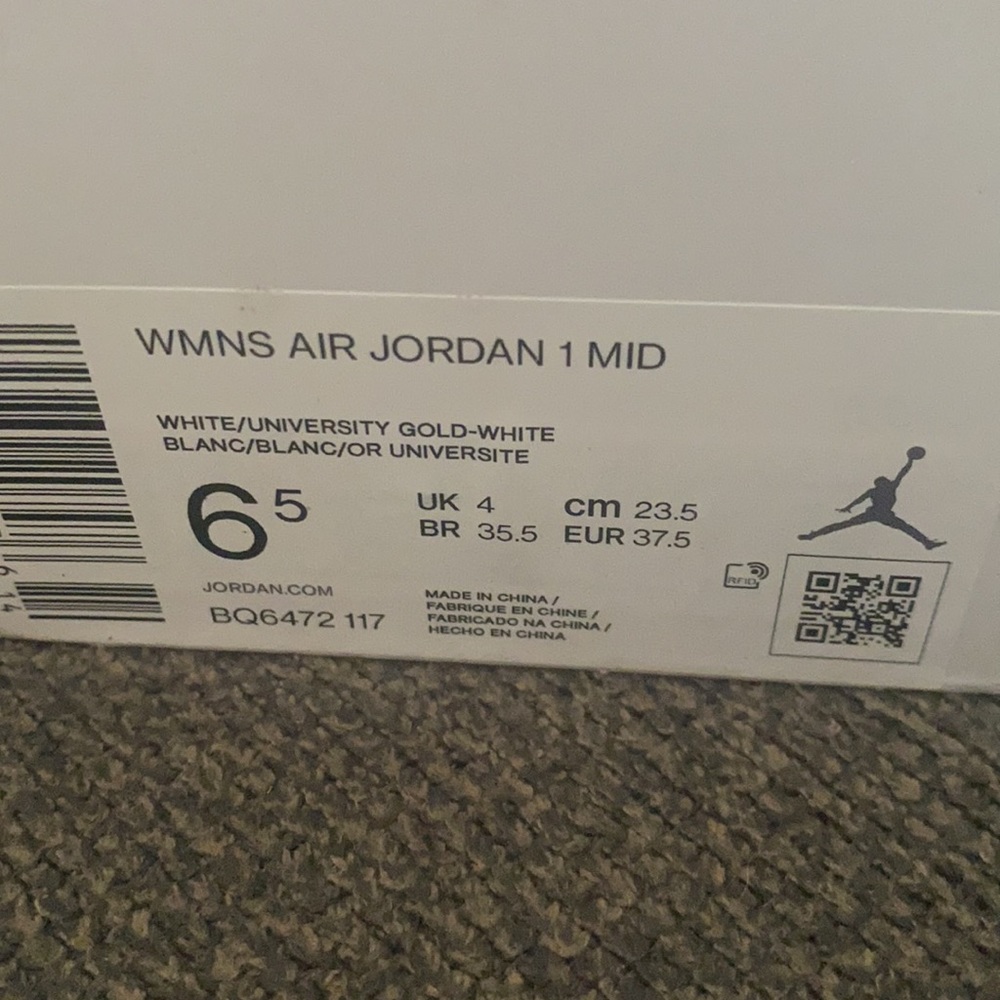 WMNS AIR JORDAN 1 MID
WHITE/UNIVERSITY GOLD-WHITE
BLANC/BLANC/OR UNIVERSITE
6 5
UK 4 cm 23.5
BR 35.5 EUR 37.5
JORDAN.COM
BQ6472 117
MADE IN CHINA /
FABRIQUE EN CHINE /
FABRICADO NA CHINA /
HECHO EN CHINA
RFID